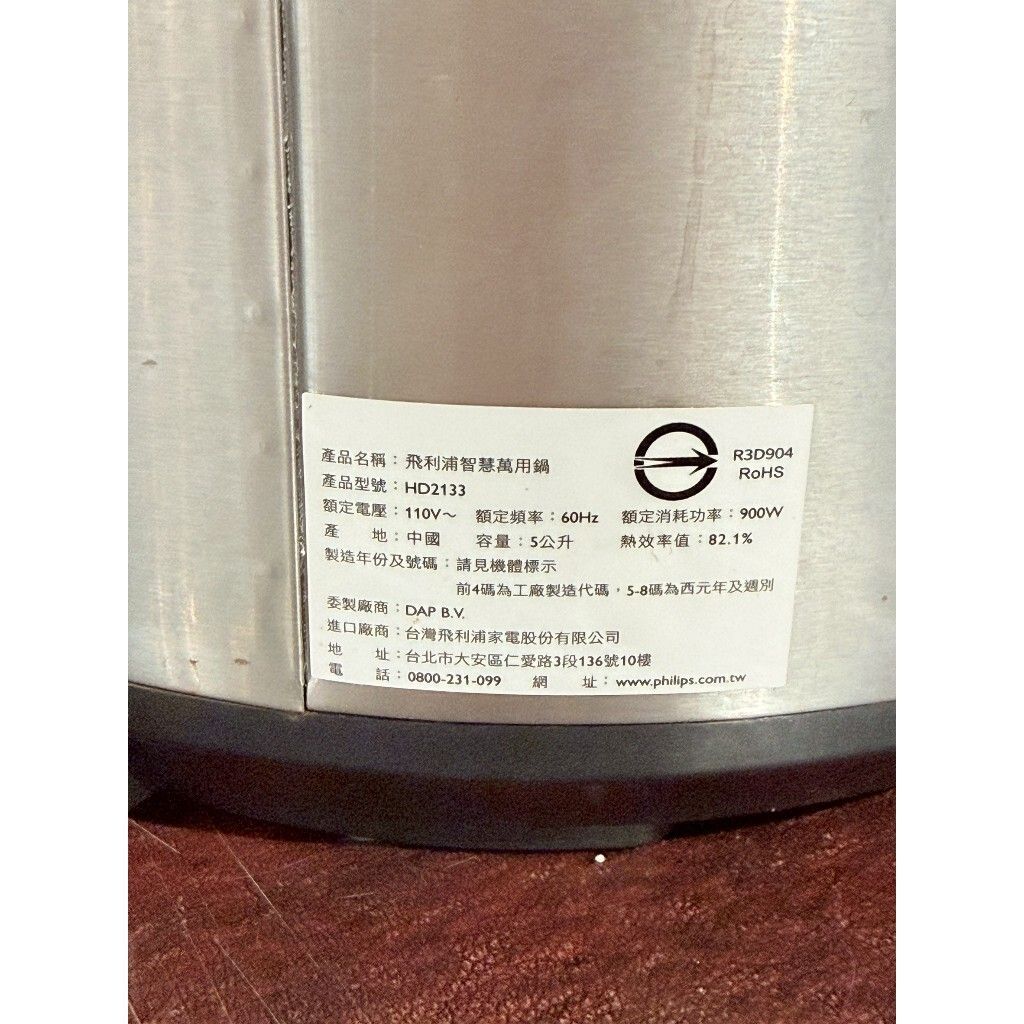 產品名稱：飛利浦智慧萬用鍋
R3D904
RoHS
產品型號：HD2133
額定電壓：110V～ 額定頻率：60Hz 額定消耗功率：900W
產　地：中國 容量：5公升 熱效率值：82.1%
製造年份及號碼：請見機體標示
前4碼為工廠製造代碼，5-8碼為西元年及週別
委製廠商：DAP B.V.
進口廠商：台灣飛利浦家電股份有限公司
地　址：台北市大安區仁愛路3段136號10樓
電　話：0800-231-099 網　址：www.philips.com.tw